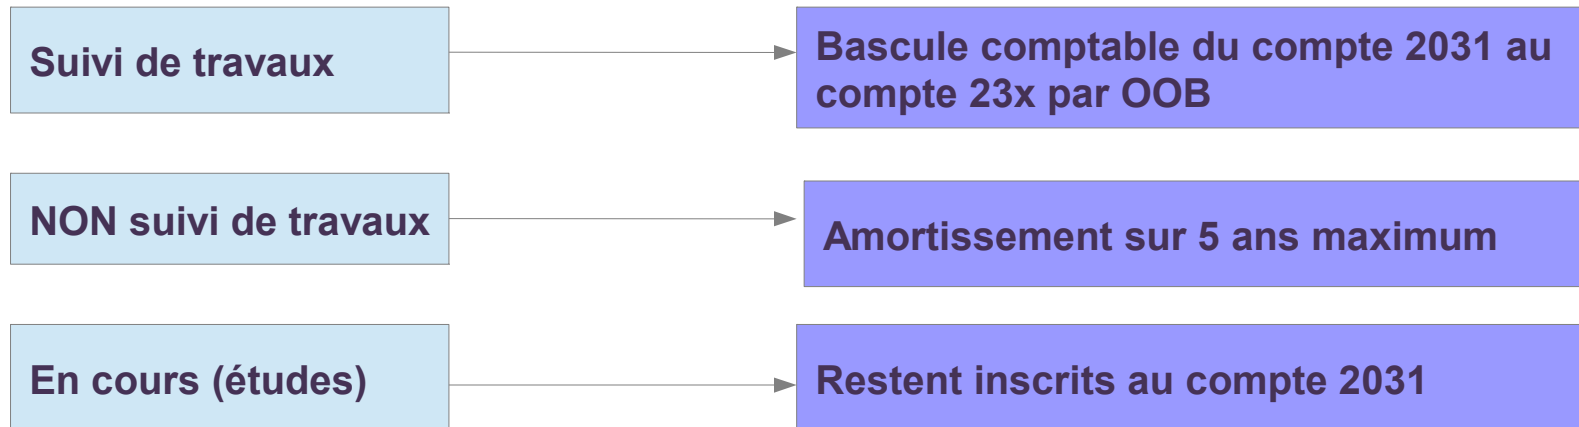 Suivi de travaux
Bascule comptable du compte 2031 au
compte 23x par OOB
NON suivi de travaux
Amortissement sur 5 ans maximum
En cours (études)
Restent inscrits au compte 2031